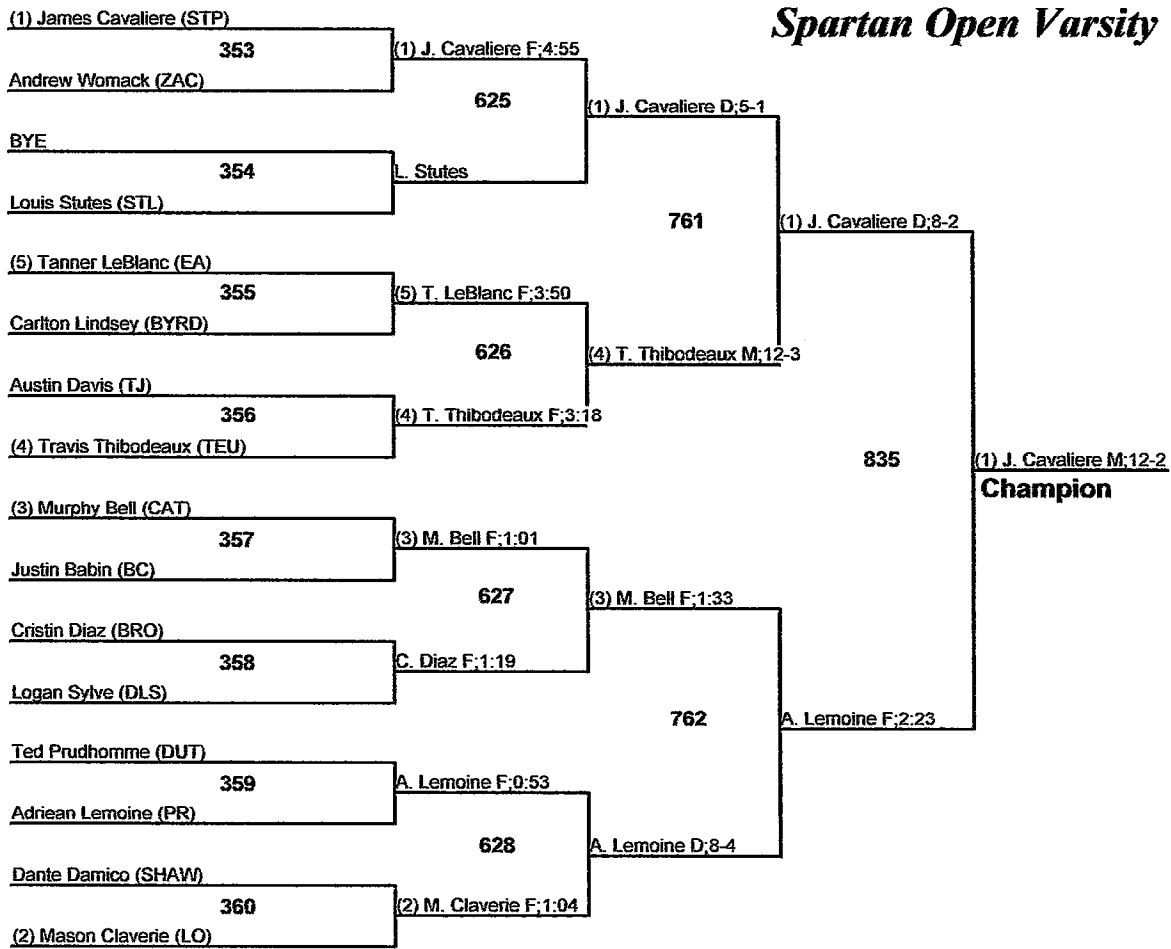 Spartan Open Varsity
(1) James Cavaliere (STP)
353
Andrew Womack (ZAC)
(1) J. Cavaliere F;4:55
625
BYE
354
Louis Stutes (STL)
L. Stutes
(1) J. Cavaliere D;5-1
761
(5) Tanner LeBlanc (EA)
355
Carlton Lindsey (BYRD)
(5) T. LeBlanc F;3:50
626
Austin Davis (TJ)
356
(4) Travis Thibodeaux (TEU)
(4) T. Thibodeaux F;3:18
(4) T. Thibodeaux M;12-3
(1) J. Cavaliere D;8-2
835
(3) Murphy Bell (CAT)
357
Justin Babin (BC)
(3) M. Bell F;1:01
627
Cristin Diaz (BRO)
358
Logan Sylve (DLS)
C. Diaz F;1:19
(3) M. Bell F;1:33
762
Ted Prudhomme (DUT)
359
Adriean Lemoine (PR)
A. Lemoine F;0:53
628
Dante Damico (SHAW)
360
(2) Mason Claverie (LO)
(2) M. Claverie F;1:04
A. Lemoine D;8-4
A. Lemoine F;2:23
(1) J. Cavaliere M;12-2
Champion